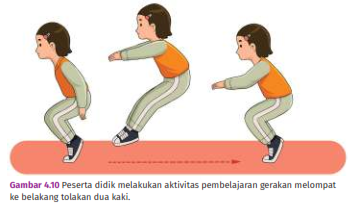 Gambar 4.10 Peserta didik melakukan aktivitas pembelajaran gerakan melompat
ke belakang tolakan dua kaki.